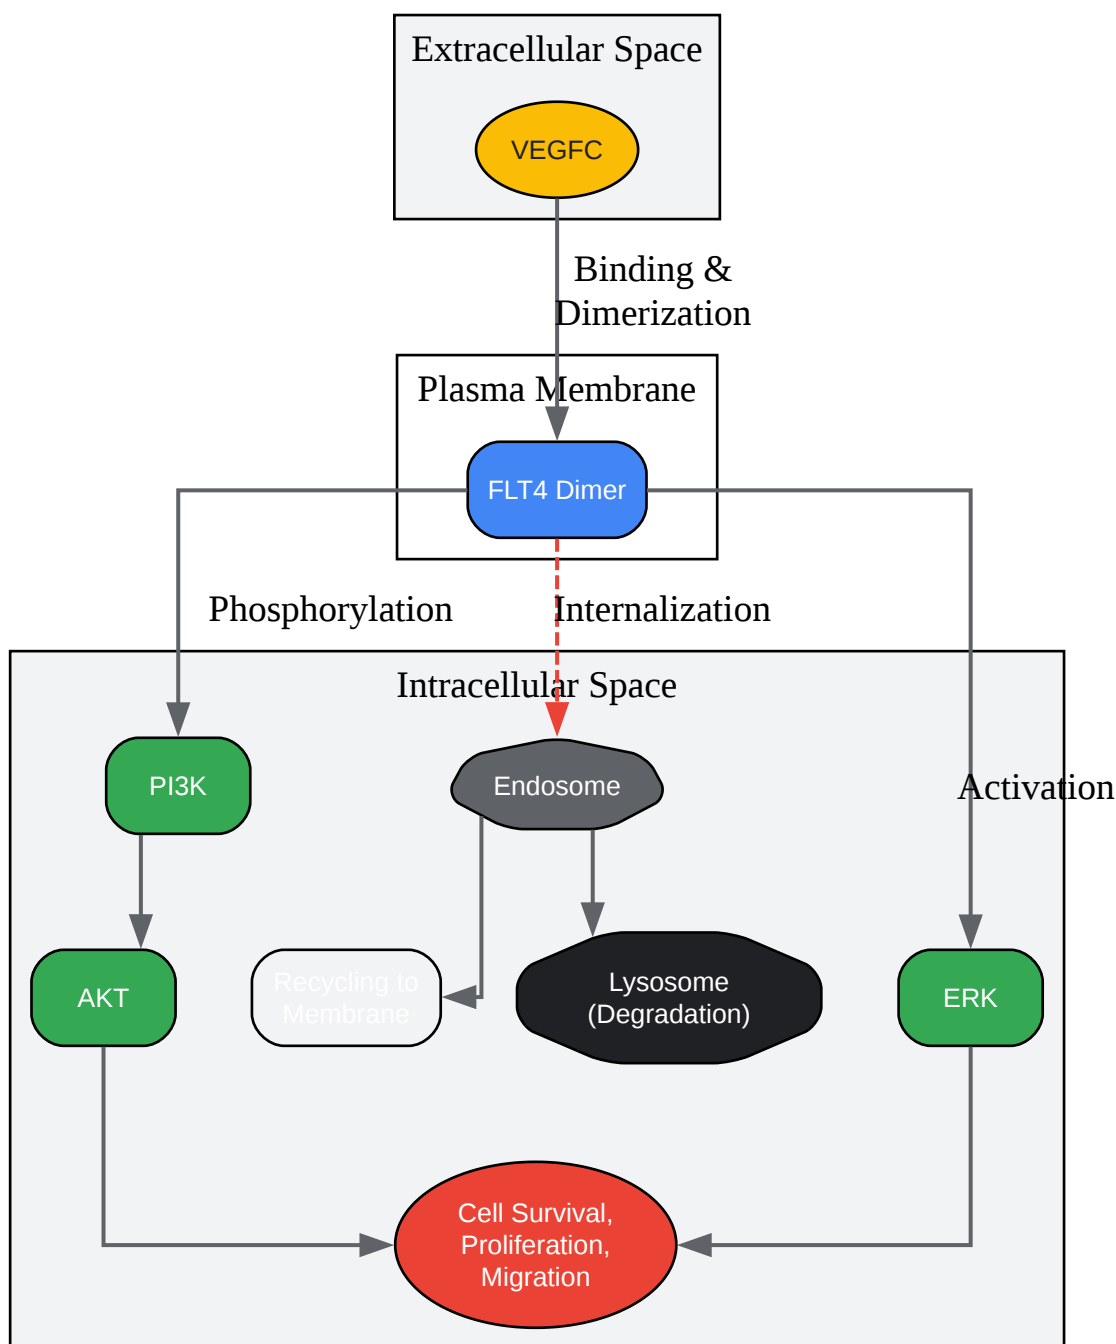 Extracellular Space
VEGFC
Binding &
Dimerization
Plasma Membrane
FLT4 Dimer
Phosphorylation
Internalization
Intracellular Space
PI3K
Endosome
Activation
AKT
Recycling to
Membrane
Lysosome
(Degradation)
ERK
Cell Survival,
Proliferation,
Migration